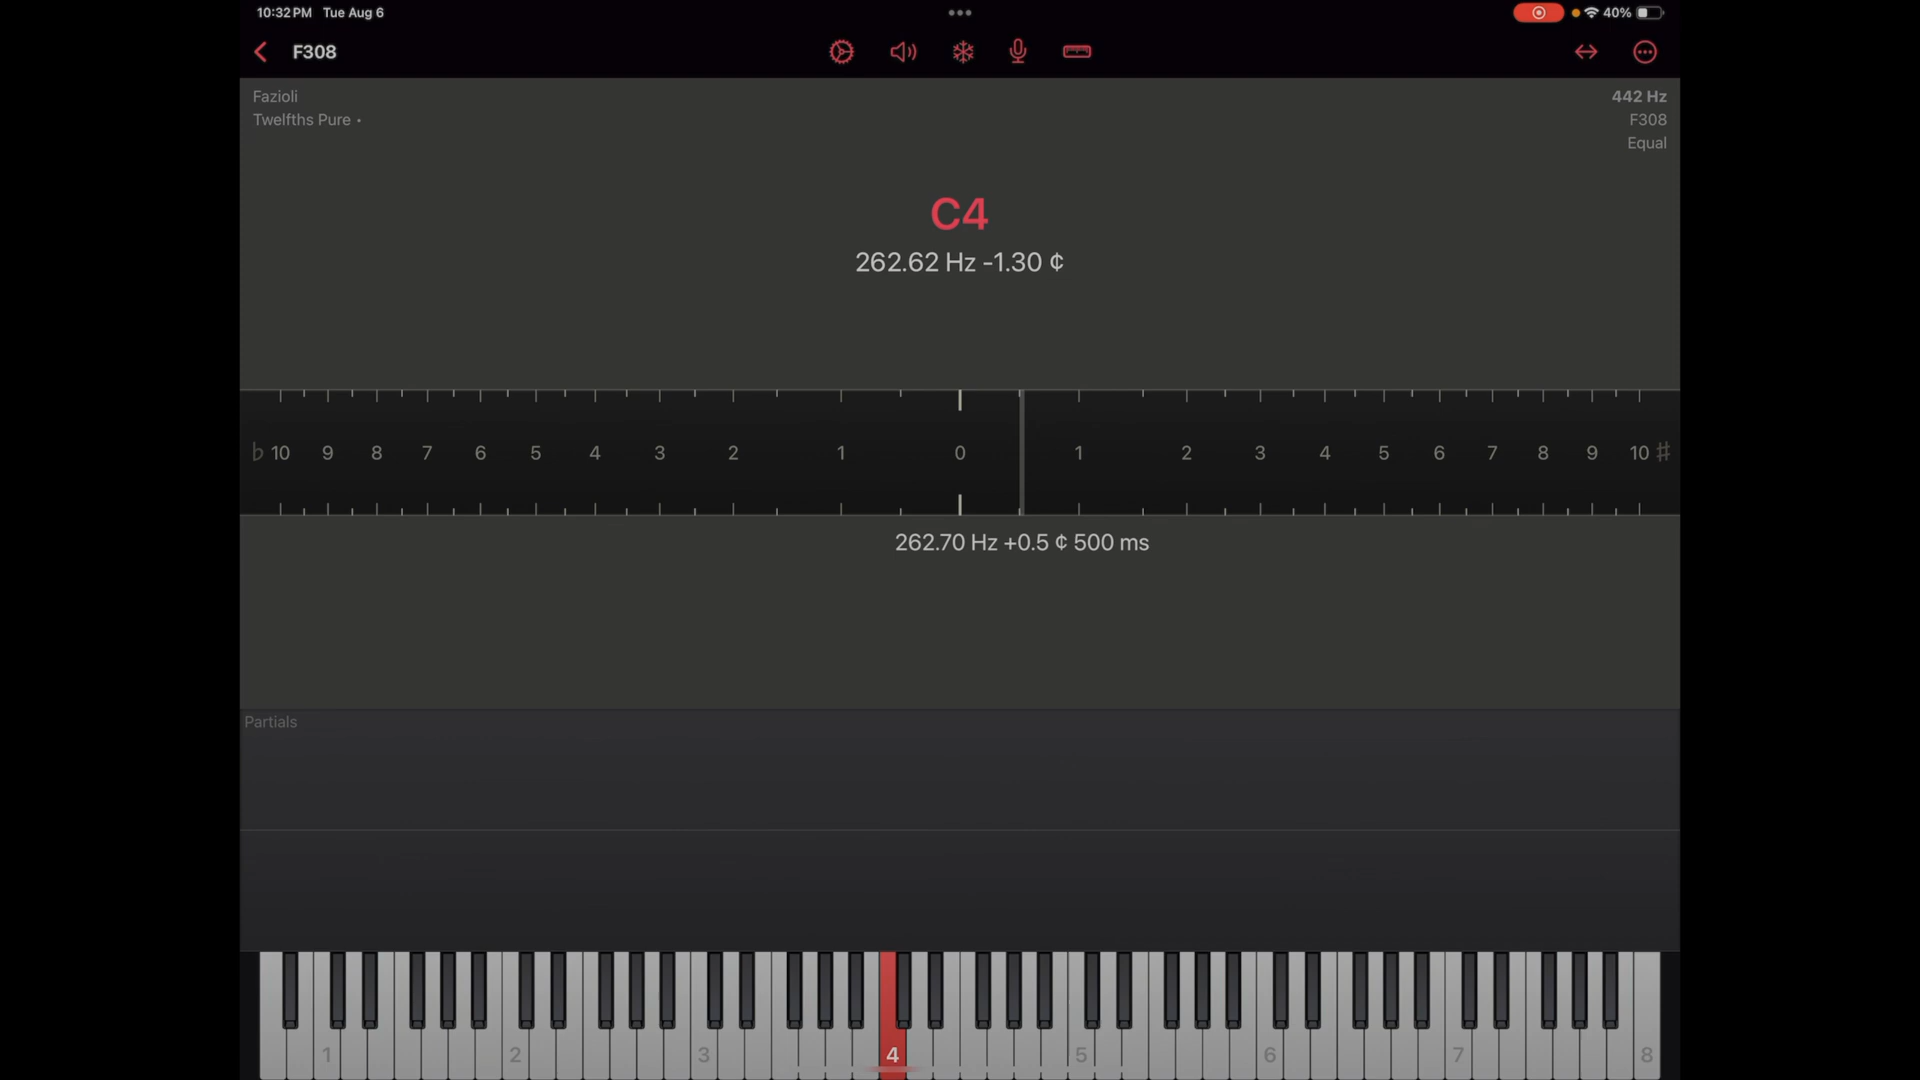 10:32 PM Tue Aug 6
40%
F308
Fazioli
Twelfths Pure •
442 Hz
F308
Equal
C4
262.62 Hz -1.30 ¢
♭ 10 9 8 7 6 5 4 3 2 1 0 1 2 3 4 5 6 7 8 9 10 ♯
262.70 Hz +0.5 ¢ 500 ms
Partials
1 2 3 4 5 6 7 8